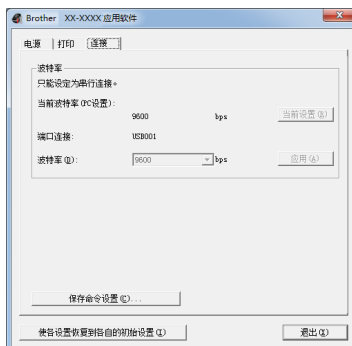 Brother XX-XXXX 应用软件
电源 打印 连接
波特率
只能设定为串行连接。
当前波特率(PC设置):
9600 bps 当前设置(R)
端口连接: USB001
波特率(D): 9600 bps 应用(A)
保存命令设置(C)...
使各设置恢复到各自的初始设置(I) 退出(X)